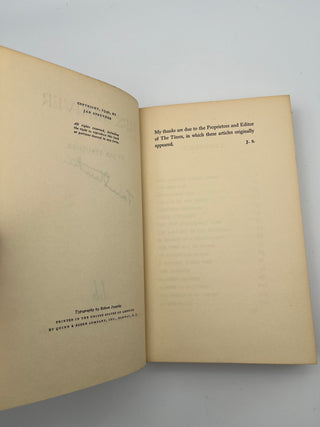 COPYRIGHT, 1940, BY
JAN STRUTHER
All rights reserved, including
the right to reproduce this book
or portions thereof in any form.
Typography by Robert Josephy
PRINTED IN THE UNITED STATES OF AMERICA
BY QUINN & BODEN COMPANY, INC., RAHWAY, N. J.
My thanks are due to the Proprietors and Editor
of The Times, in which these articles originally
appeared. J. S.